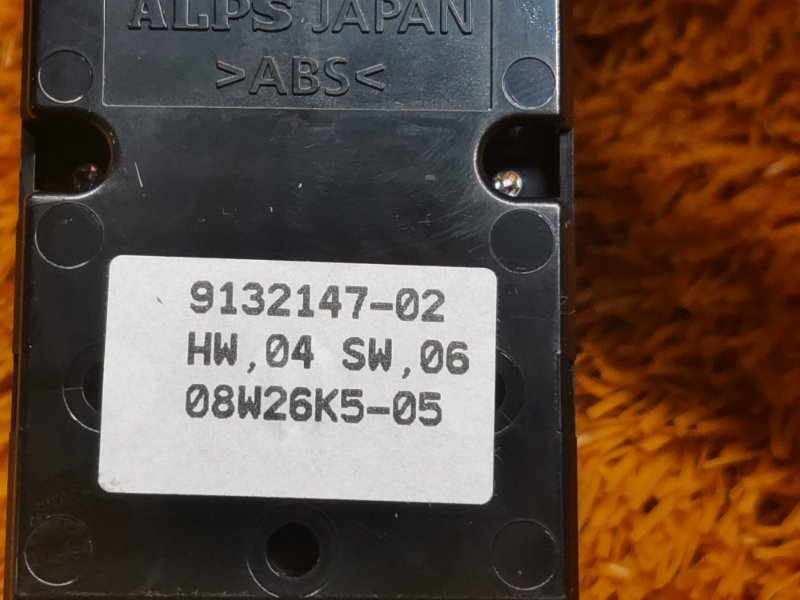 ALPS JAPAN
>ABS<
9132147-02
HW,04 SW,06
08W26K5-05